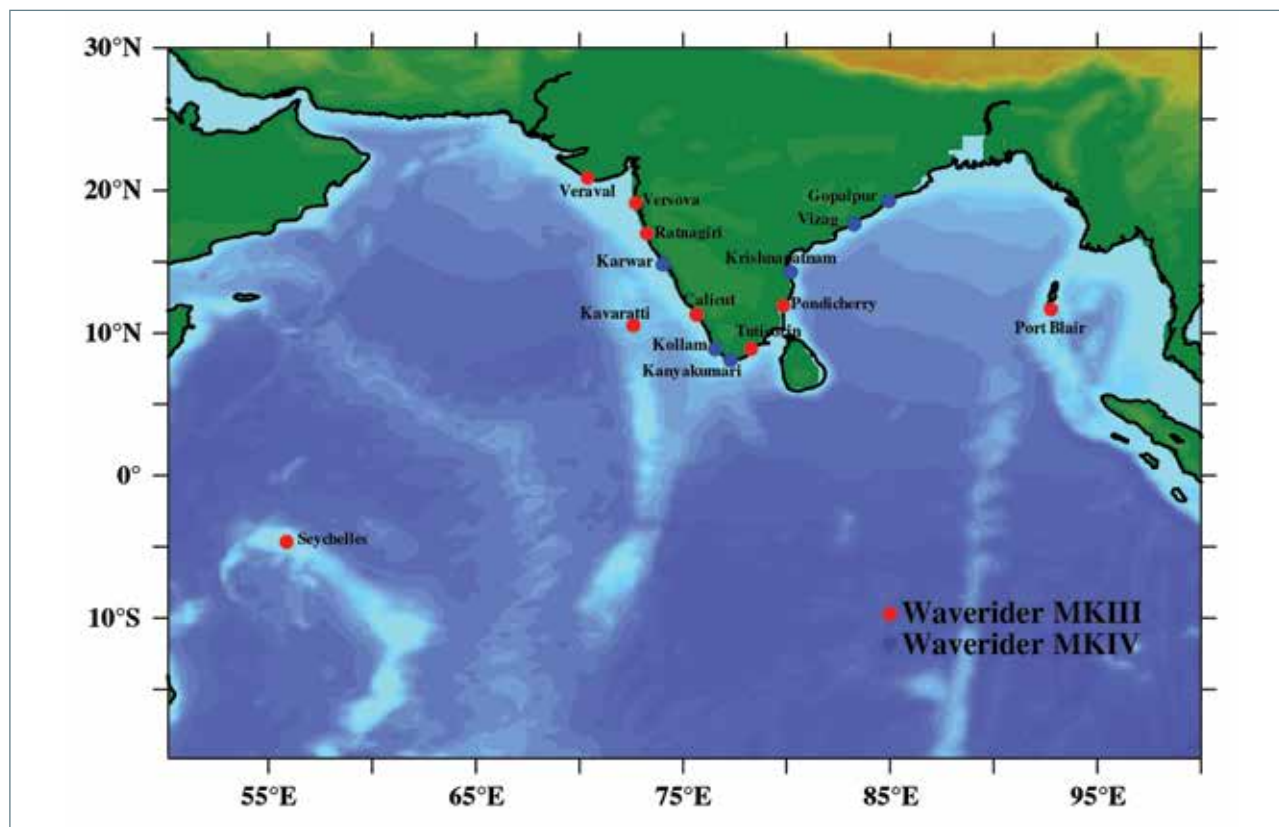 30°N
20°N
10°N
0°
10°S
Veraval
Versova
Ratnagiri
Karwar
Calicut
Kavaratti
Kollam
Kanyakumari
Tuticorin
Pondicherry
Krishnapatnam
Vizag
Gopalpur
Port Blair
Seychelles
Waverider MKIII
Waverider MKIV
55°E
65°E
75°E
85°E
95°E